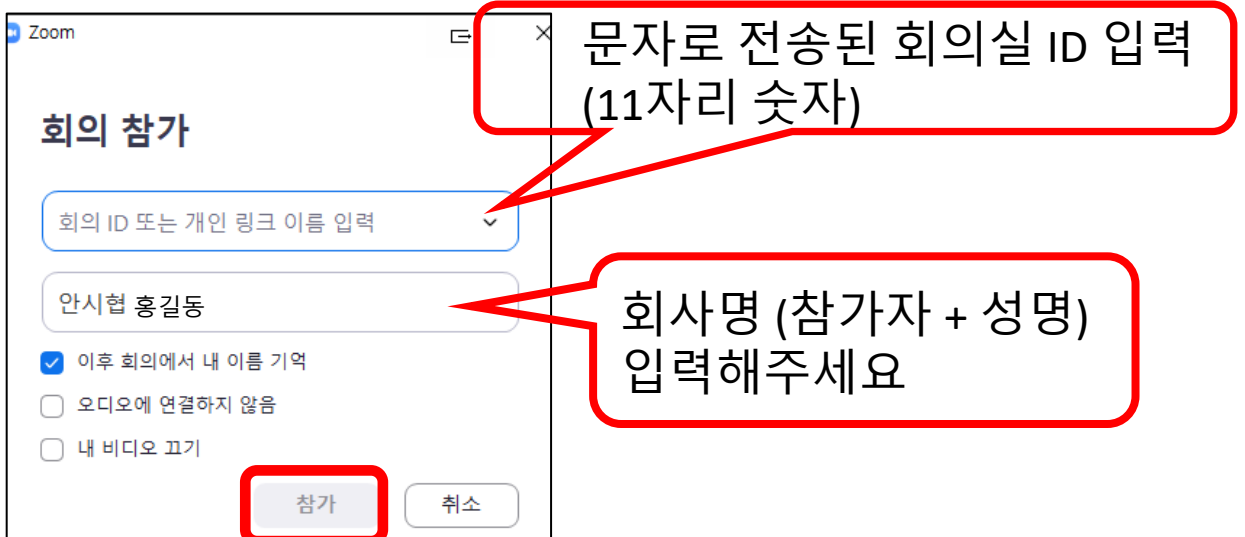 Zoom
문자로 전송된 회의실 ID 입력
(11자리 숫자)
회의 참가
회의 ID 또는 개인 링크 이름 입력
안시협 홍길동
회사명 (참가자 + 성명)
입력해주세요
이후 회의에서 내 이름 기억
오디오에 연결하지 않음
내 비디오 끄기
참가
취소